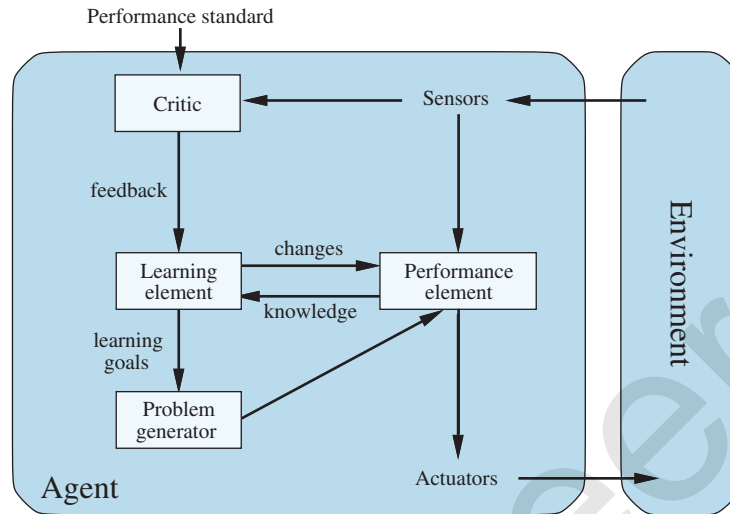 Performance standard
Critic
Sensors
feedback
changes
Learning
element
Performance
element
knowledge
learning
goals
Problem
generator
Agent
Actuators
Environment